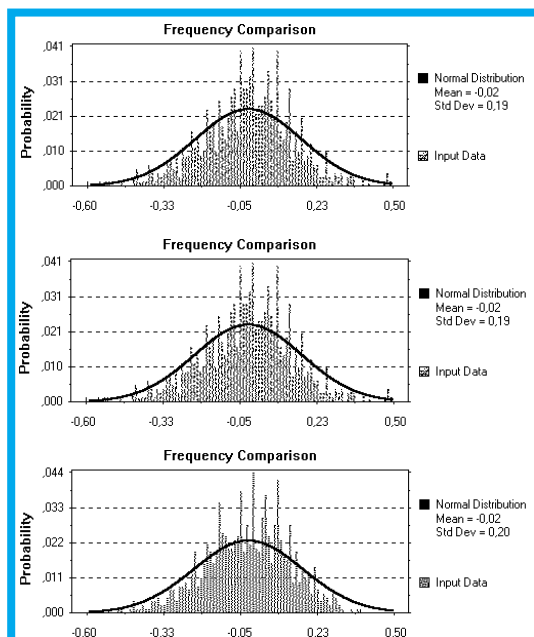 Frequency Comparison
,041
,031
,021
,010
,000
Probability
-0,60 -0,33 -0,05 0,23 0,50
Normal Distribution
Mean = -0,02
Std Dev = 0,19
Input Data
Frequency Comparison
,041
,031
,021
,010
,000
Probability
-0,60 -0,33 -0,05 0,23 0,50
Normal Distribution
Mean = -0,02
Std Dev = 0,19
Input Data
Frequency Comparison
,044
,033
,022
,011
,000
Probability
-0,60 -0,33 -0,05 0,23 0,50
Normal Distribution
Mean = -0,02
Std Dev = 0,20
Input Data